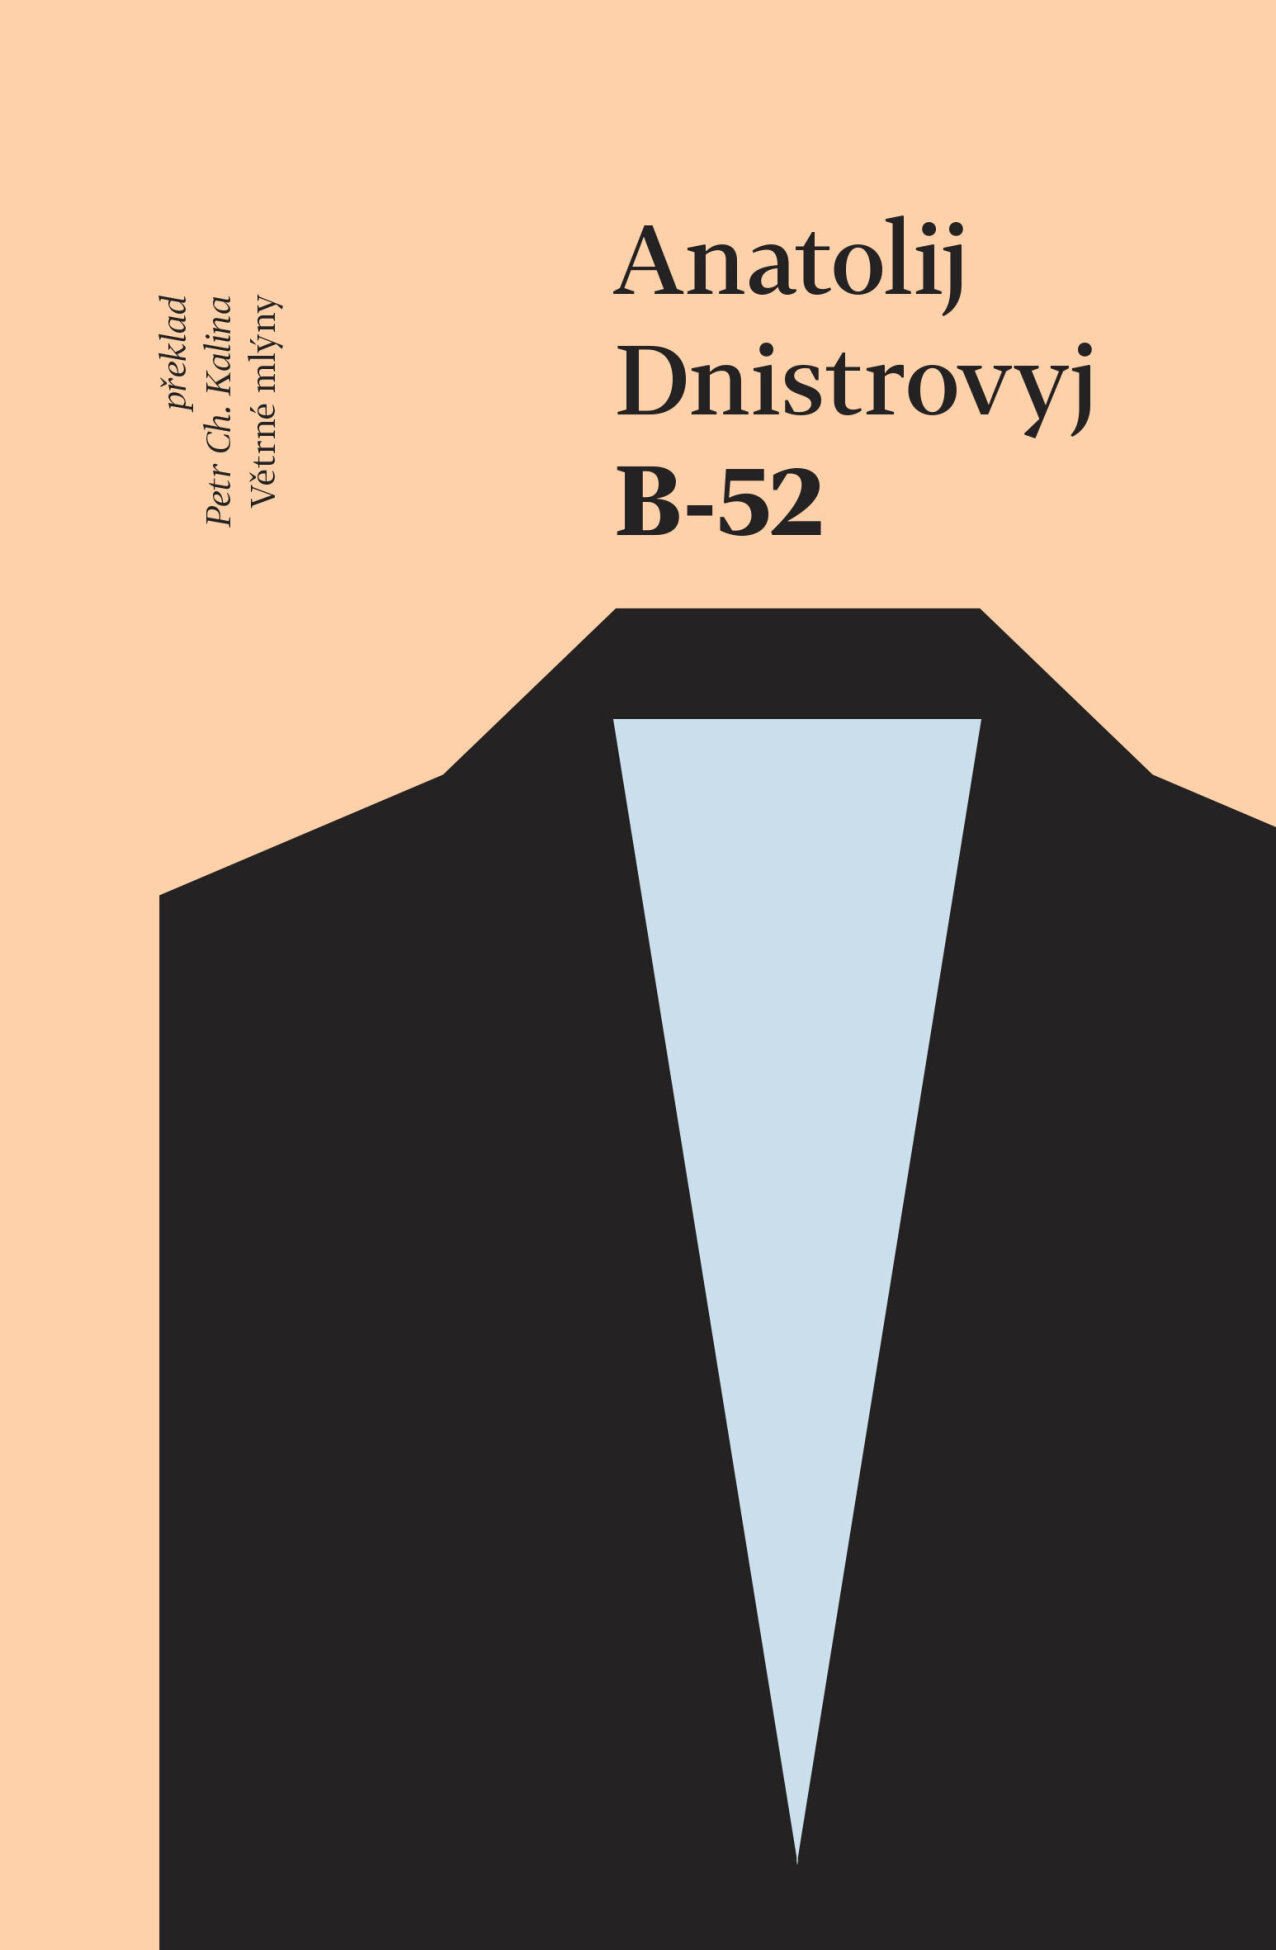 Anatolij
Dnistrovyj
B-52
překlad
Petr Ch. Kalina
Větrné mlýny